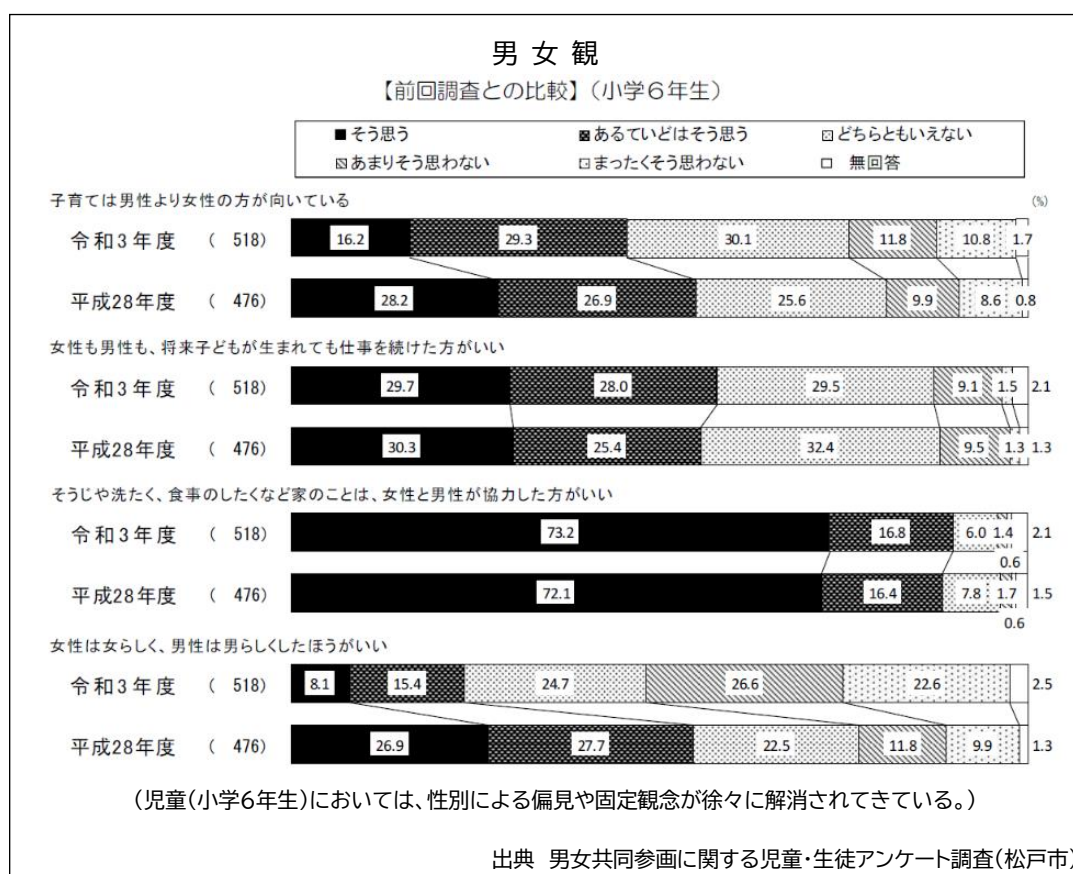 男女観
【前回調査との比較】（小学６年生）
■そう思う ▩あるていどはそう思う ▩どちらともいえない
▧あまりそう思わない ▩まったくそう思わない □ 無回答
子育ては男性より女性の方が向いている (%)
令和3年度 ( 518) 16.2 29.3 30.1 11.8 10.8 1.7
平成28年度 ( 476) 28.2 26.9 25.6 9.9 8.6 0.8
女性も男性も、将来子どもが生まれても仕事を続けた方がいい
令和3年度 ( 518) 29.7 28.0 29.5 9.1 1.5 2.1
平成28年度 ( 476) 30.3 25.4 32.4 9.5 1.3 1.3
そうじや洗たく、食事のしたくなど家のことは、女性と男性が協力した方がいい
令和3年度 ( 518) 73.2 16.8 6.0 1.4 2.1
0.6
平成28年度 ( 476) 72.1 16.4 7.8 1.7 1.5
0.6
女性は女らしく、男性は男らしくしたほうがいい
令和3年度 ( 518) 8.1 15.4 24.7 26.6 22.6 2.5
平成28年度 ( 476) 26.9 27.7 22.5 11.8 9.9 1.3
(児童(小学6年生)においては、性別による偏見や固定観念が徐々に解消されてきている。)
出典 男女共同参画に関する児童・生徒アンケート調査(松戸市)